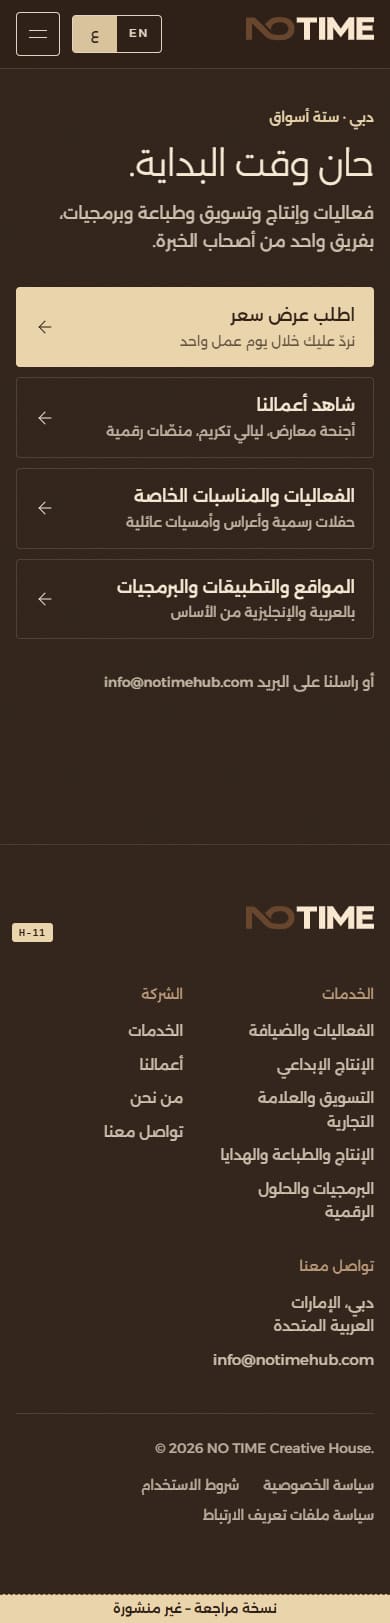 NOTIME
EN
ع
دبي · ستة أسواق
حان وقت البداية.
فعاليات وإنتاج وتسويق وطباعة وبرمجيات،
بفريق واحد من أصحاب الخبرة.
اطلب عرض سعر
نردّ عليك خلال يوم عمل واحد
شاهد أعمالنا
أجنحة معارض، ليالي تكريم، منصّات رقمية
الفعاليات والمناسبات الخاصة
حفلات رسمية وأعراس وأمسيات عائلية
المواقع والتطبيقات والبرمجيات
بالعربية والإنجليزية من الأساس
أو راسلنا على البريد info@notimehub.com
NOTIME
H-11
الخدمات
الفعاليات والضيافة
الإنتاج الإبداعي
التسويق والعلامة
التجارية
الإنتاج والطباعة والهدايا
البرمجيات والحلول
الرقمية
الشركة
الخدمات
أعمالنا
من نحن
تواصل معنا
تواصل معنا
دبي، الإمارات
العربية المتحدة
info@notimehub.com
© 2026 NO TIME Creative House.
سياسة الخصوصية
شروط الاستخدام
سياسة ملفات تعريف الارتباط
نسخة مراجعة – غير منشورة